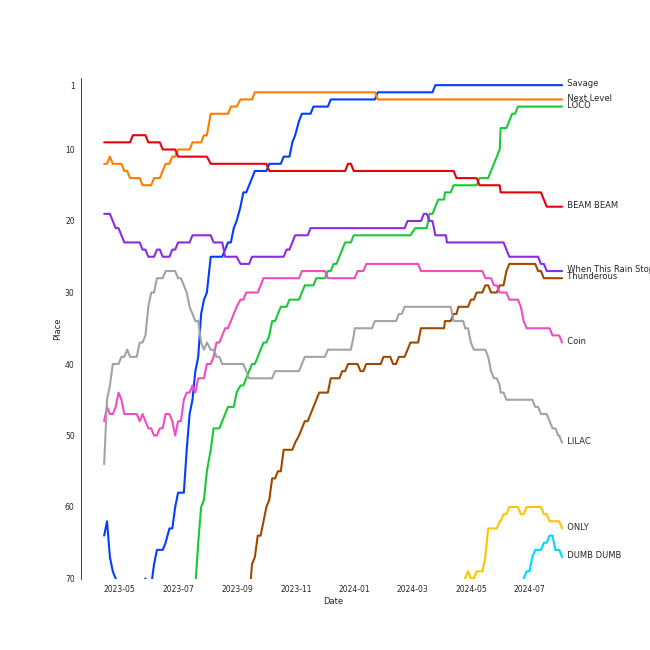 1
Savage
Next Level
LOCO
10
BEAM BEAM
20
When This Rain Stop
Thunderous
30
Coin
Place
40
LILAC
50
60
ONLY
DUMB DUMB
70
2023-05 2023-07 2023-09 2023-11 2024-01 2024-03 2024-05 2024-07
Date